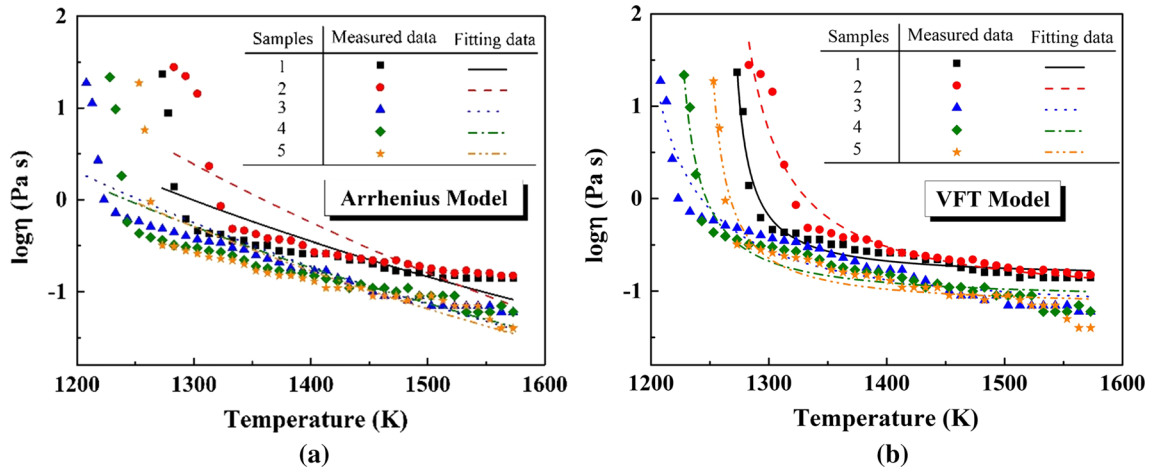 2
1
0
-1
1200
1300
1400
1500
1600
logη (Pa s)
Temperature (K)
Samples Measured data Fitting data
1
2
3
4
5
Arrhenius Model
(a)
2
1
0
-1
1200
1300
1400
1500
1600
logη (Pa s)
Temperature (K)
Samples Measured data Fitting data
1
2
3
4
5
VFT Model
(b)